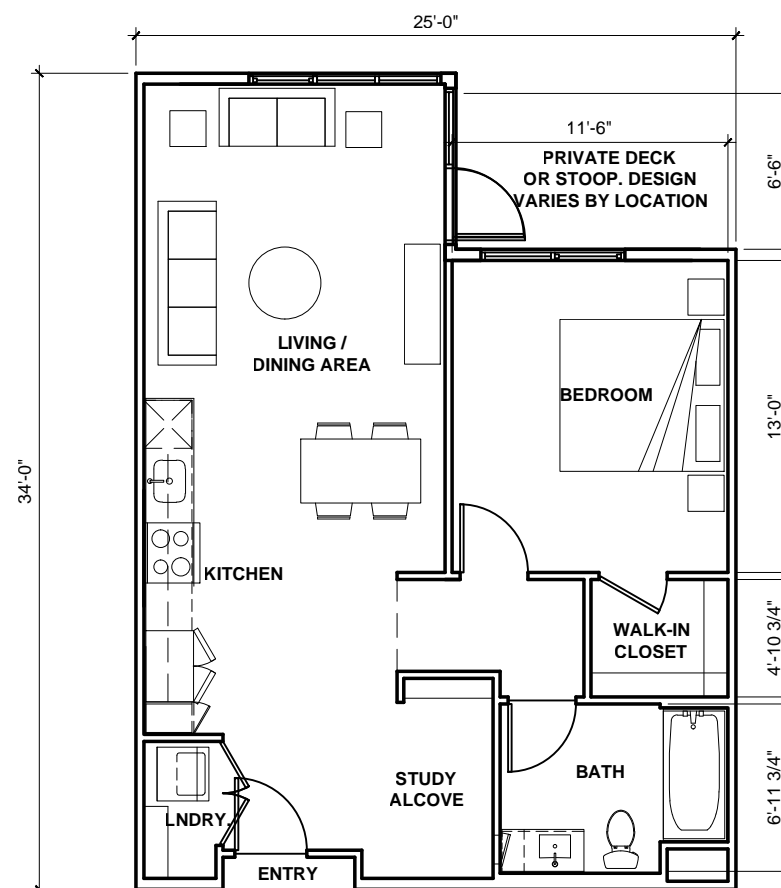 25'-0"
11'-6"
PRIVATE DECK
OR STOOP. DESIGN
VARIES BY LOCATION
6'-6"
LIVING /
DINING AREA
BEDROOM
13'-0"
34'-0"
KITCHEN
WALK-IN
CLOSET
4'-10 3/4"
STUDY
ALCOVE
BATH
6'-11 3/4"
LNDRY.
ENTRY